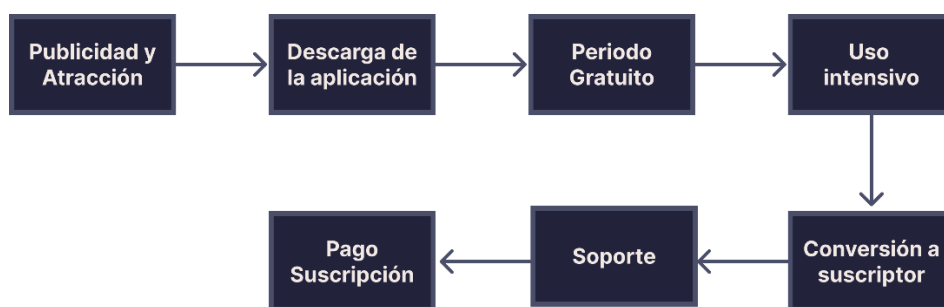 Publicidad y
Atracción
Descarga de
la aplicación
Periodo
Gratuito
Uso
intensivo
Conversión a
suscriptor
Soporte
Pago
Suscripción